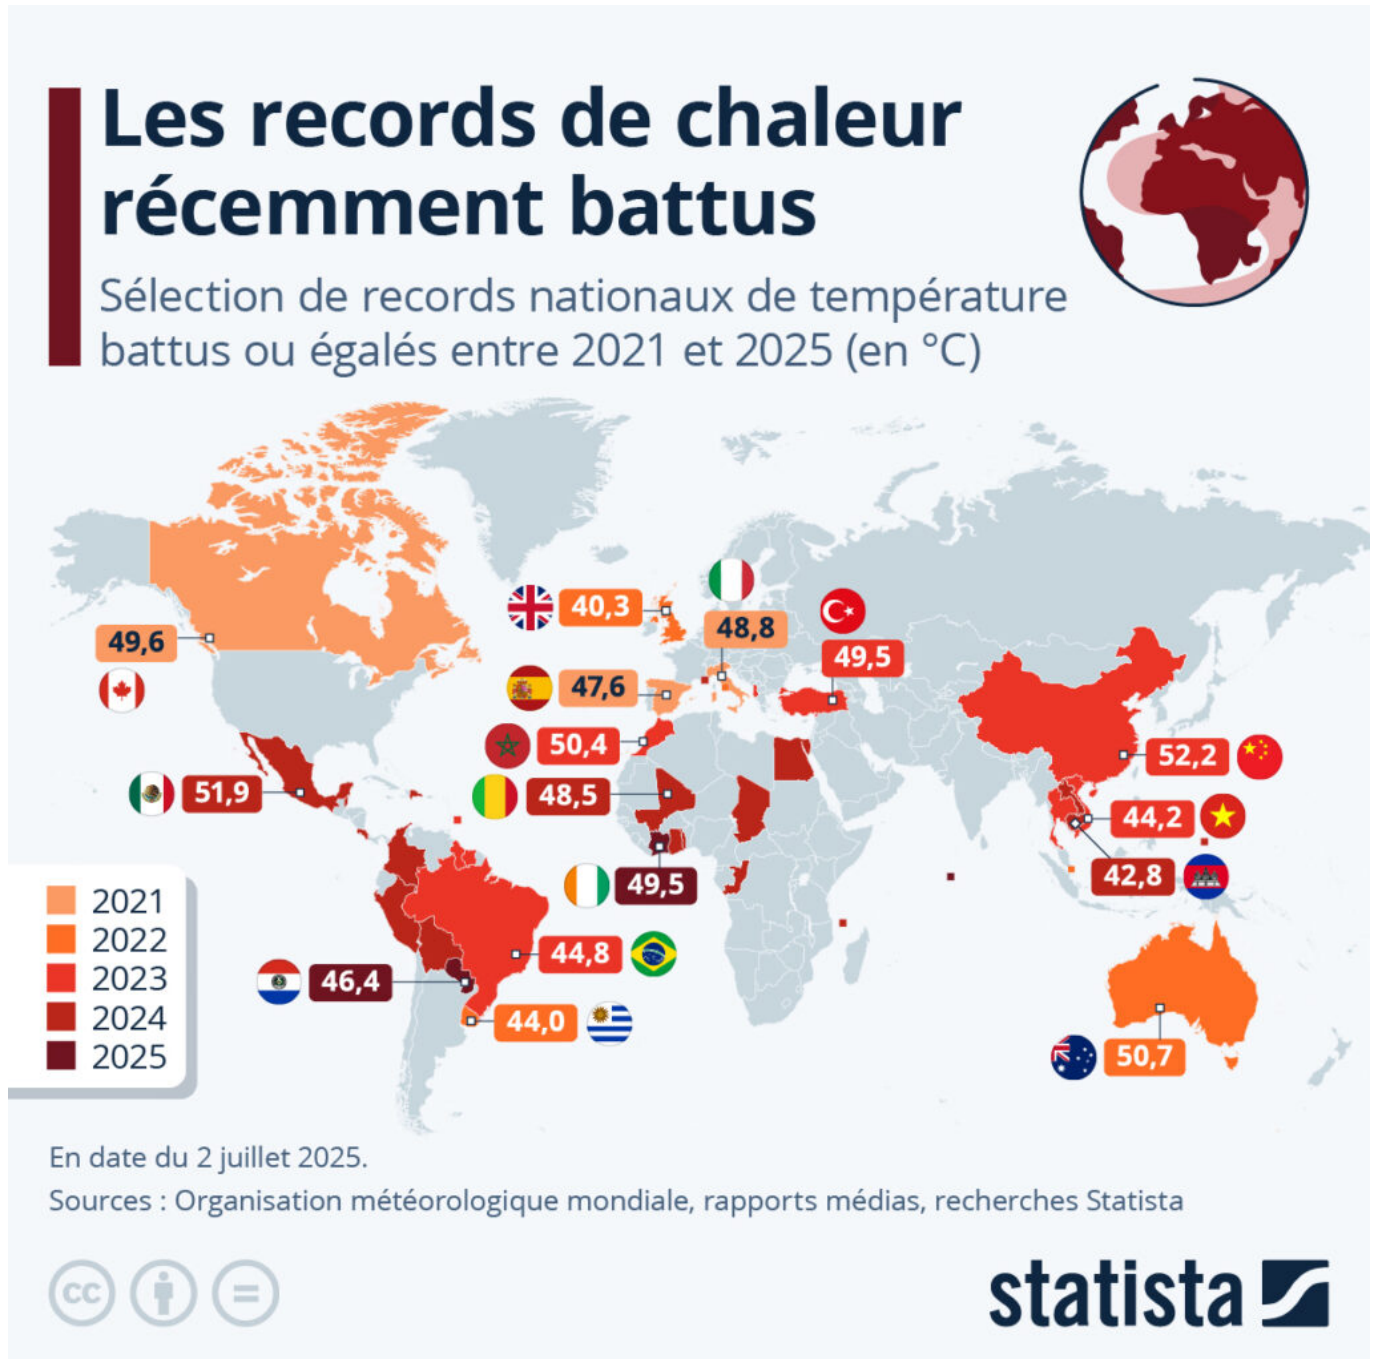 Les records de chaleur
récemment battus
Sélection de records nationaux de température
battus ou égalés entre 2021 et 2025 (en °C)
49,6
40,3
48,8
49,5
47,6
50,4
52,2
51,9
48,5
44,2
49,5
42,8
44,8
46,4
44,0
50,7
2021
2022
2023
2024
2025
En date du 2 juillet 2025.
Sources : Organisation météorologique mondiale, rapports médias, recherches Statista
cc
statista